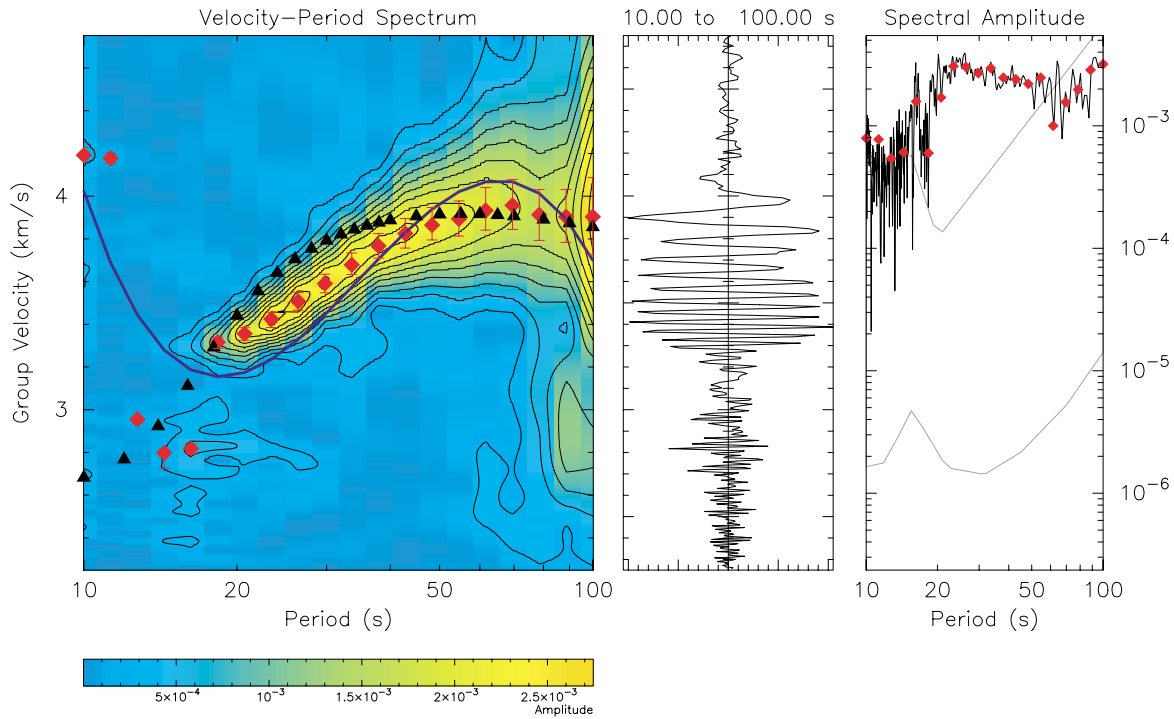 Velocity−Period Spectrum
10.00 to 100.00 s
Spectral Amplitude
Group Velocity (km/s)
4
3
10 20 50 100
Period (s)
10⁻³
10⁻⁴
10⁻⁵
10⁻⁶
10 20 50 100
Period (s)
5×10⁻⁴ 10⁻³ 1.5×10⁻³ 2×10⁻³ 2.5×10⁻³
Amplitude